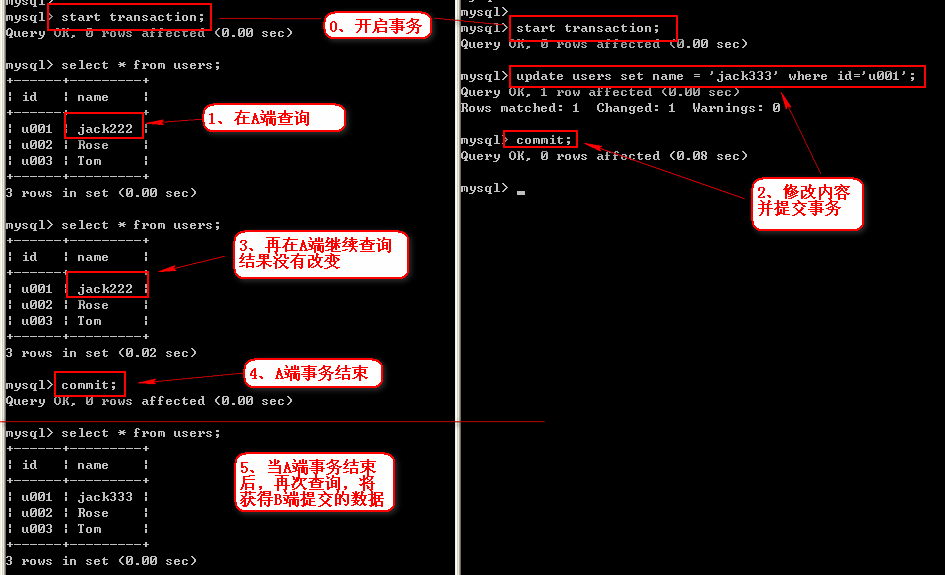 mysql>
mysql> start transaction;
Query OK, 0 rows affected (0.00 sec)
mysql> select * from users;
+------+---------+
| id   | name    |
+------+---------+
| u001 | jack222 |
| u002 | Rose    |
| u003 | Tom     |
+------+---------+
3 rows in set (0.00 sec)
mysql> select * from users;
+------+---------+
| id   | name    |
+------+---------+
| u001 | jack222 |
| u002 | Rose    |
| u003 | Tom     |
+------+---------+
3 rows in set (0.02 sec)
mysql> commit;
Query OK, 0 rows affected (0.00 sec)
mysql> select * from users;
+------+---------+
| id   | name    |
+------+---------+
| u001 | jack333 |
| u002 | Rose    |
| u003 | Tom     |
+------+---------+
3 rows in set (0.00 sec)
0、开启事务
1、在A端查询
3、再在A端继续查询
结果没有改变
4、A端事务结束
5、当A端事务结束
后，再次查询，将
获得B端提交的数据
mysql>
mysql>
mysql> start transaction;
Query OK, 0 rows affected (0.00 sec)
mysql> update users set name = 'jack333' where id='u001';
Query OK, 1 row affected (0.00 sec)
Rows matched: 1  Changed: 1  Warnings: 0
mysql> commit;
Query OK, 0 rows affected (0.08 sec)
mysql>
2、修改内容
并提交事务